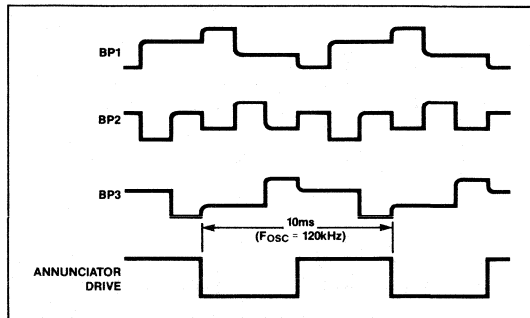 BP1
BP2
BP3
10ms
(FOSC = 120kHz)
ANNUNCIATOR
DRIVE